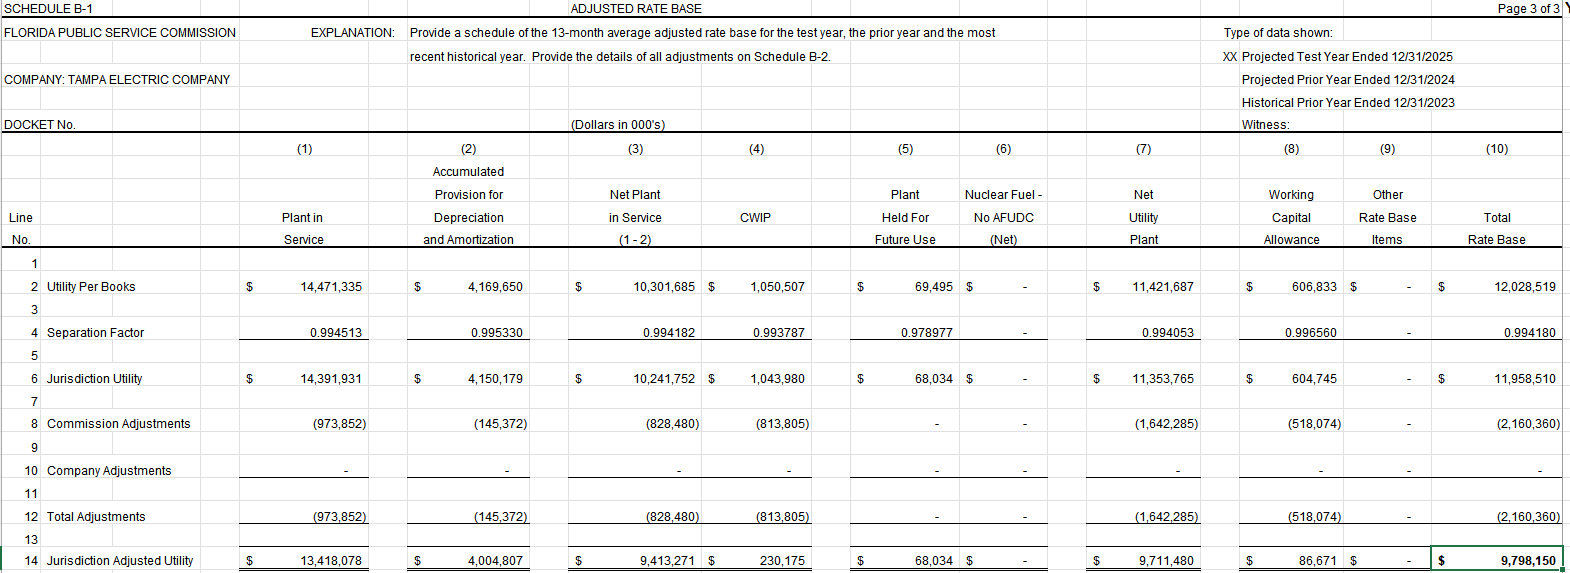 SCHEDULE B-1 ADJUSTED RATE BASE Page 3 of 3
FLORIDA PUBLIC SERVICE COMMISSION EXPLANATION: Provide a schedule of the 13-month average adjusted rate base for the test year, the prior year and the most Type of data shown:
recent historical year. Provide the details of all adjustments on Schedule B-2. XX Projected Test Year Ended 12/31/2025
COMPANY: TAMPA ELECTRIC COMPANY Projected Prior Year Ended 12/31/2024
Historical Prior Year Ended 12/31/2023
DOCKET No. (Dollars in 000's) Witness:
(1) (2) (3) (4) (5) (6) (7) (8) (9) (10)
Accumulated
Provision for Net Plant Plant Nuclear Fuel - Net Working Other
Line Plant in Depreciation in Service CWIP Held For No AFUDC Utility Capital Rate Base Total
No. Service and Amortization (1 - 2) Future Use (Net) Plant Allowance Items Rate Base
1
2 Utility Per Books $ 14,471,335 $ 4,169,650 $ 10,301,685 $ 1,050,507 $ 69,495 $ - $ 11,421,687 $ 606,833 $ - $ 12,028,519
3
4 Separation Factor 0.994513 0.995330 0.994182 0.993787 0.978977 - 0.994053 0.996560 - 0.994180
5
6 Jurisdiction Utility $ 14,391,931 $ 4,150,179 $ 10,241,752 $ 1,043,980 $ 68,034 $ - $ 11,353,765 $ 604,745 - $ 11,958,510
7
8 Commission Adjustments (973,852) (145,372) (828,480) (813,805) - - (1,642,285) (518,074) - (2,160,360)
9
10 Company Adjustments - - - - - - - - - -
11
12 Total Adjustments (973,852) (145,372) (828,480) (813,805) - - (1,642,285) (518,074) - (2,160,360)
13
14 Jurisdiction Adjusted Utility $ 13,418,078 $ 4,004,807 $ 9,413,271 $ 230,175 $ 68,034 $ - $ 9,711,480 $ 86,671 $ - $ 9,798,150